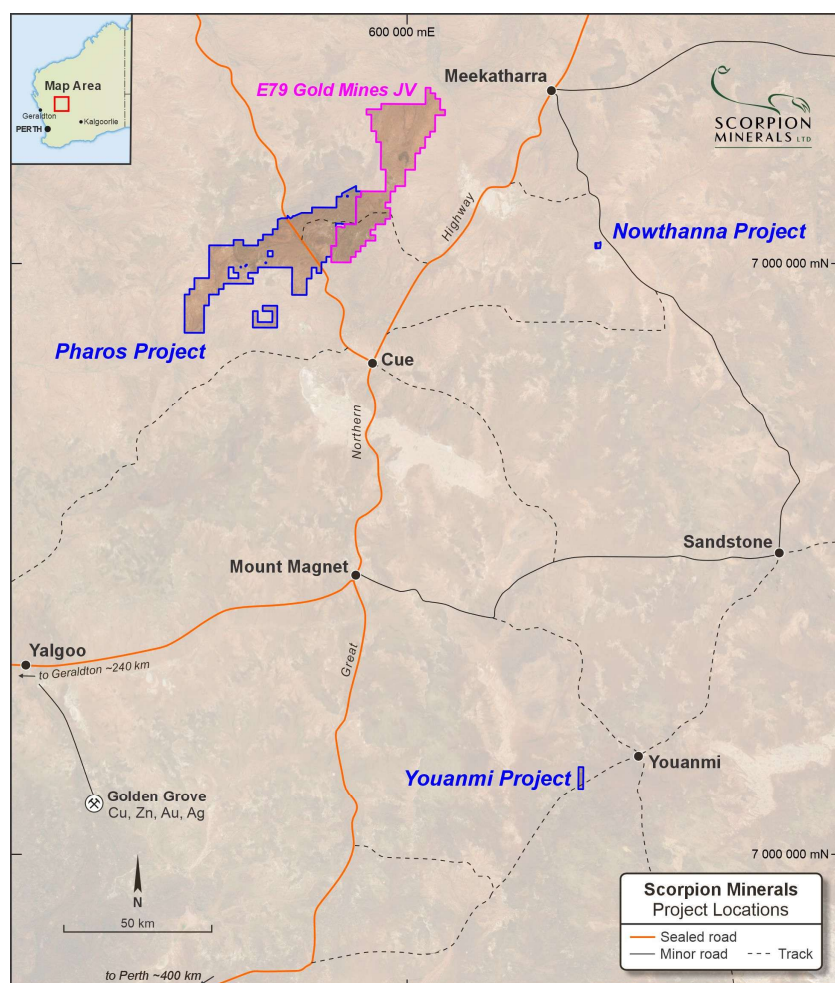 600 000 mE
Map Area
Geraldton
PERTH
Kalgoorlie
E79 Gold Mines JV
Meekatharra
SCORPION
MINERALS LTD
Highway
Nowthanna Project
7 000 000 mN
Pharos Project
Cue
Northern
Sandstone
Mount Magnet
Great
Yalgoo
to Geraldton ~240 km
Youanmi Project
Youanmi
Golden Grove
Cu, Zn, Au, Ag
7 000 000 mN
N
50 km
Scorpion Minerals
Project Locations
Sealed road
Minor road
Track
to Perth ~400 km